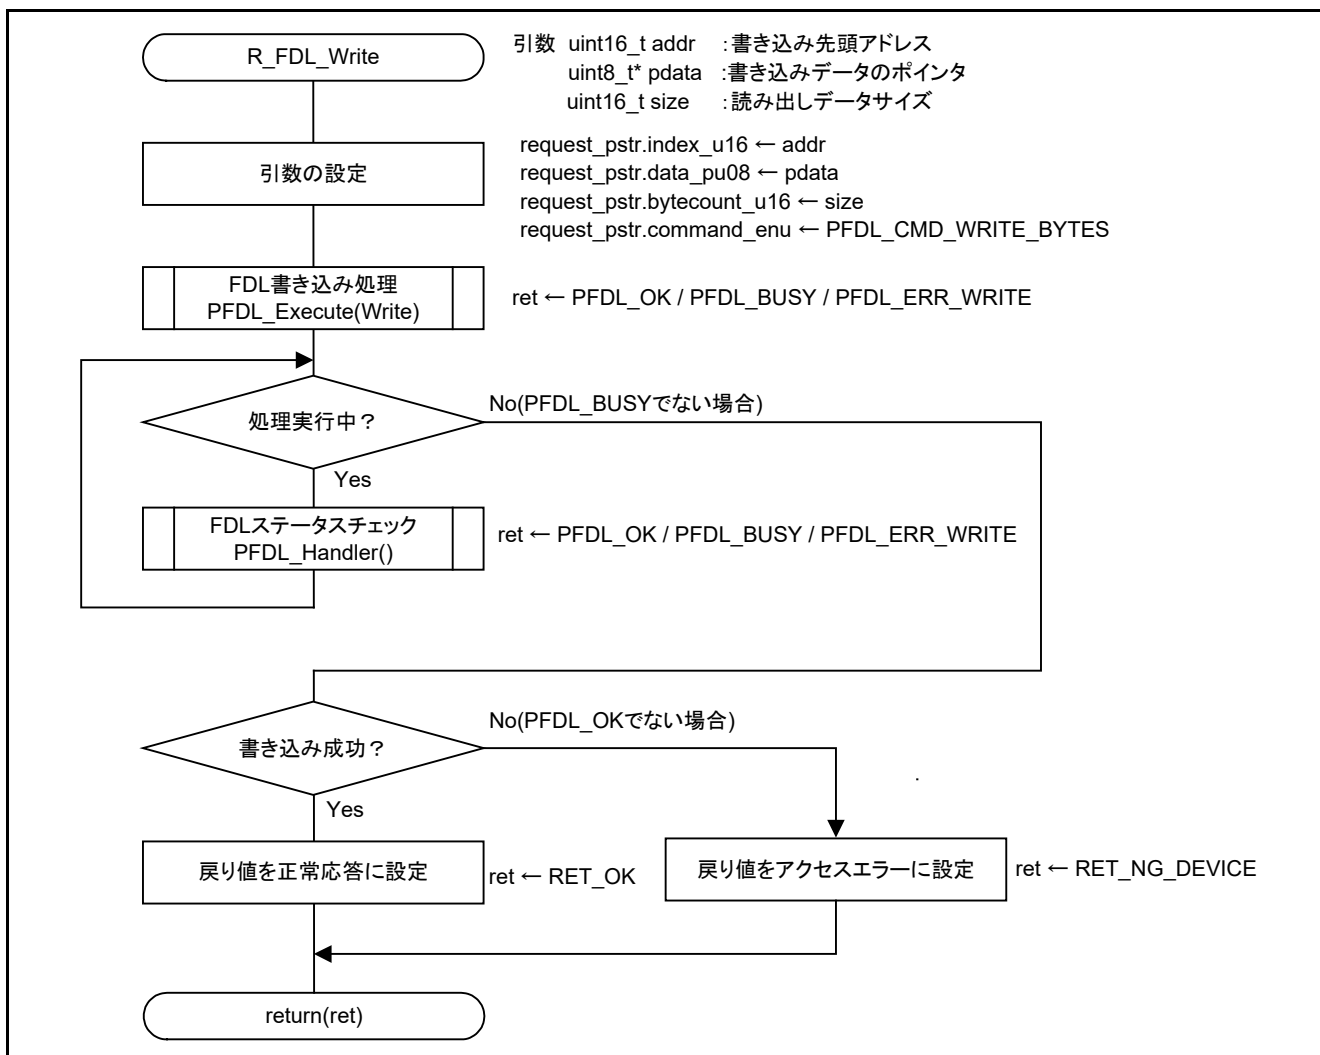 R_FDL_Write
引数 uint16_t addr :書き込み先頭アドレス
uint8_t* pdata :書き込みデータのポインタ
uint16_t size :読み出しデータサイズ
引数の設定
request_pstr.index_u16 ← addr
request_pstr.data_pu08 ← pdata
request_pstr.bytecount_u16 ← size
request_pstr.command_enu ← PFDL_CMD_WRITE_BYTES
FDL書き込み処理
PFDL_Execute(Write)
ret ← PFDL_OK / PFDL_BUSY / PFDL_ERR_WRITE
処理実行中？
No(PFDL_BUSYでない場合)
Yes
FDLステータスチェック
PFDL_Handler()
ret ← PFDL_OK / PFDL_BUSY / PFDL_ERR_WRITE
書き込み成功？
No(PFDL_OKでない場合)
Yes
戻り値を正常応答に設定
ret ← RET_OK
戻り値をアクセスエラーに設定
ret ← RET_NG_DEVICE
return(ret)